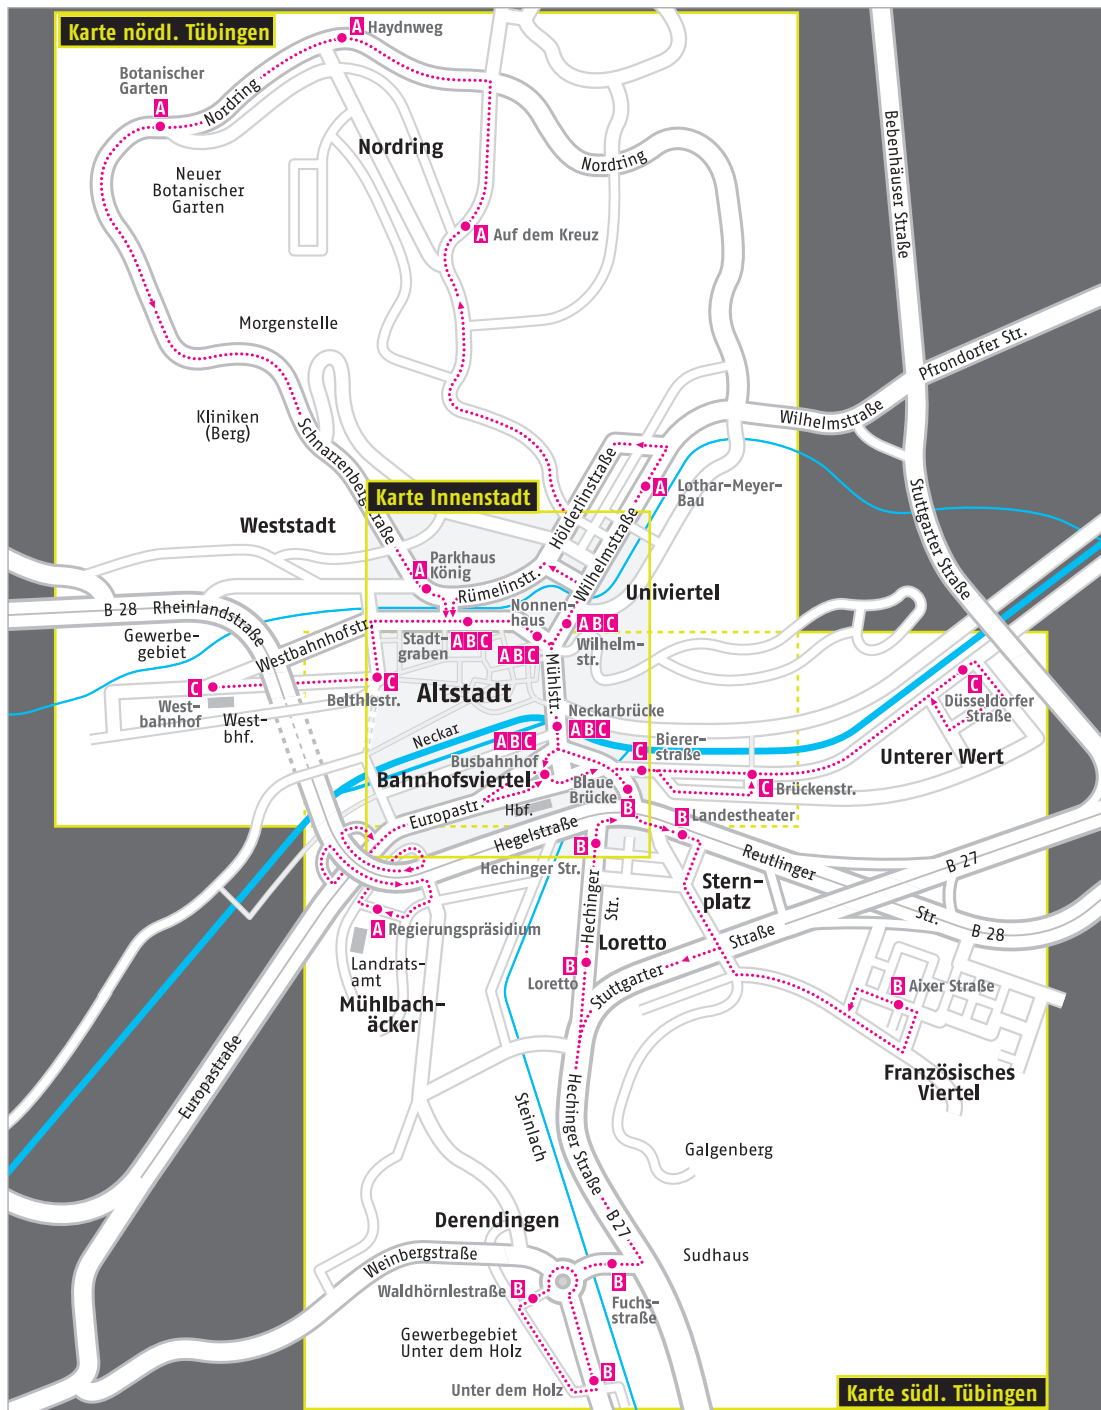 Karte nördl. Tübingen
A Haydnweg
Botanischer
Garten
A
Nordring
Nordring
Nordring
Bebenhäuser Straße
Neuer
Botanischer
Garten
A Auf dem Kreuz
Morgenstelle
Pfrondorfer Str.
Kliniken
(Berg)
Schnarrenbergstraße
Wilhelmstraße
Hölderlinstraße
A Lothar-Meyer-
Bau
Karte Innenstadt
Stuttgarter Straße
Weststadt
Wilhelmstraße
A Parkhaus
König
Rümelinstr.
Univiertel
B 28
Rheinlandstraße
Nonnen-
haus
Gewerbe-
gebiet
Westbahnhofstr.
Stadt-
graben
ABC
ABC
ABC
Wilhelm-
str.
Mühlstr.
C
West-
bahnhof
West-
bhf.
Belthlestr.
C
Altstadt
C
Düsseldorfer
Straße
Neckarbrücke
ABC
Neckar
ABC
Busbahnhof
Bierer-
straße
C
Unterer Wert
Bahnhofsviertel
Blaue
Brücke
B
C Brückenstr.
Europastr.
Hbf.
B Landestheater
Hegelstraße
B
Hechinger Str.
Reutlinger
Str.
B 27
B 28
Stern-
platz
Hechinger
Str.
A Regierungspräsidium
Loretto
Straße
Stuttgarter
Landrats-
amt
B
Loretto
B Aixer Straße
Mühlbach-
äcker
Französisches
Viertel
Europastraße
Steinlach
Hechinger Straße
B 27
Galgenberg
Derendingen
Weinbergstraße
Sudhaus
Waldhörnlestraße B
B
Fuchs-
straße
Gewerbegebiet
Unter dem Holz
Unter dem Holz
B
Karte südl. Tübingen